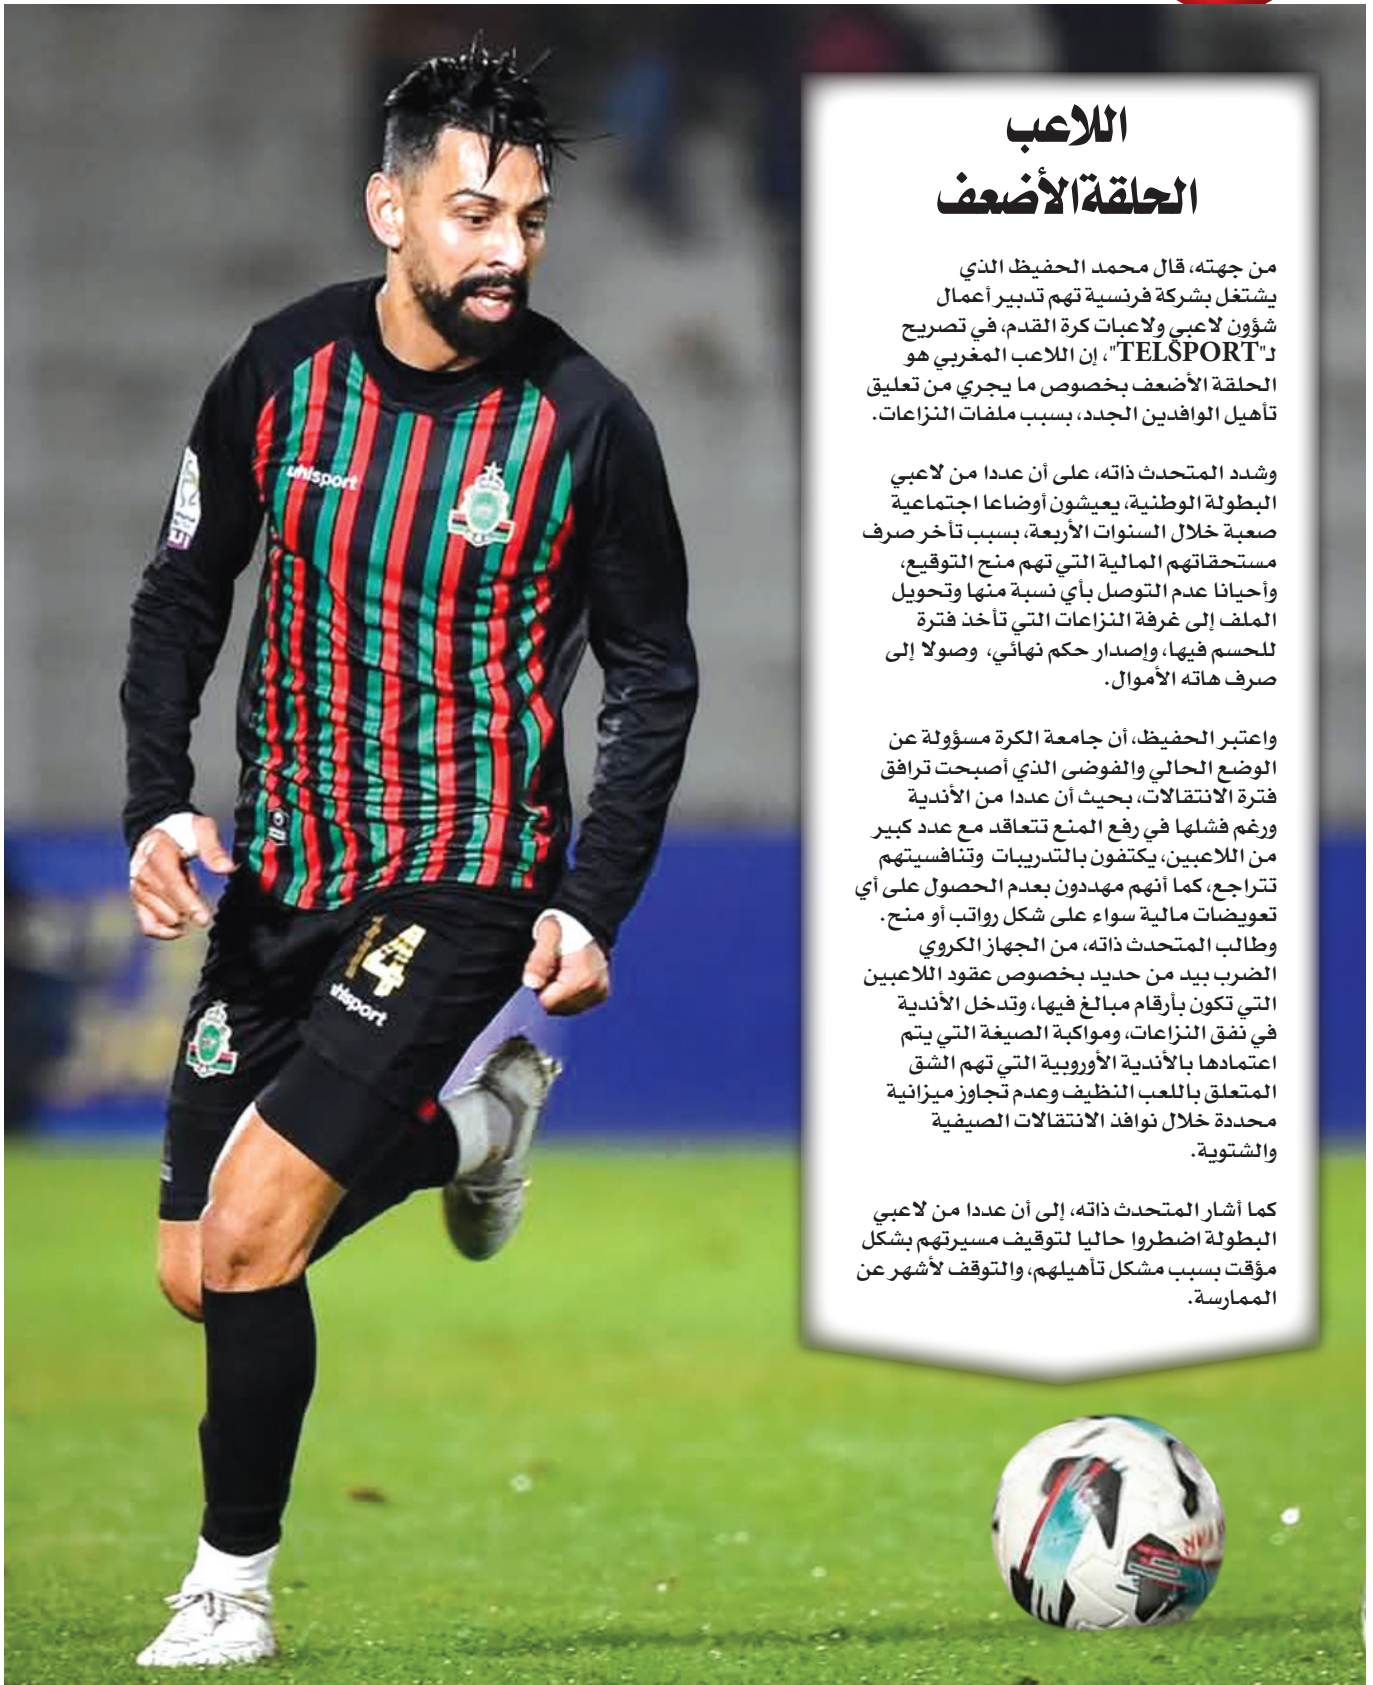 اللاعب
الحلقة الأضعف
من جهته، قال محمد الحفيظ الذي
يشتغل بشركة فرنسية تهم تدبير أعمال
شؤون لاعبي ولاعبات كرة القدم، في تصريح
لـ"TELSPORT"، إن اللاعب المغربي هو
الحلقة الأضعف بخصوص ما يجري من تعليق
تأهيل الوافدين الجدد، بسبب ملفات النزاعات.
وشدد المتحدث ذاته، على أن عددا من لاعبي
البطولة الوطنية، يعيشون أوضاعا اجتماعية
صعبة خلال السنوات الأربعة، بسبب تأخر صرف
مستحقاتهم المالية التي تهم منح التوقيع،
وأحيانا عدم التوصل بأي نسبة منها وتحويل
الملف إلى غرفة النزاعات التي تأخذ فترة
للحسم فيها، وإصدار حكم نهائي، وصولا إلى
صرف هاته الأموال.
واعتبر الحفيظ، أن جامعة الكرة مسؤولة عن
الوضع الحالي والفوضى الذي أصبحت ترافق
فترة الانتقالات، بحيث أن عددا من الأندية
ورغم فشلها في رفع المنع تتعاقد مع عدد كبير
من اللاعبين، يكتفون بالتدريبات وتنافسيتهم
تتراجع، كما أنهم مهددون بعدم الحصول على أي
تعويضات مالية سواء على شكل رواتب أو منح.
وطالب المتحدث ذاته، من الجهاز الكروي
الضرب بيد من حديد بخصوص عقود اللاعبين
التي تكون بأرقام مبالغ فيها، وتدخل الأندية
في نفق النزاعات، ومواكبة الصيغة التي يتم
اعتمادها بالأندية الأوروبية التي تهم الشق
المتعلق باللعب النظيف وعدم تجاوز ميزانية
محددة خلال نوافذ الانتقالات الصيفية
والشتوية.
كما أشار المتحدث ذاته، إلى أن عددا من لاعبي
البطولة اضطروا حاليا لتوقيف مسيرتهم بشكل
مؤقت بسبب مشكل تأهيلهم، والتوقف لأشهر عن
الممارسة.
uhlsport
14
uhlsport